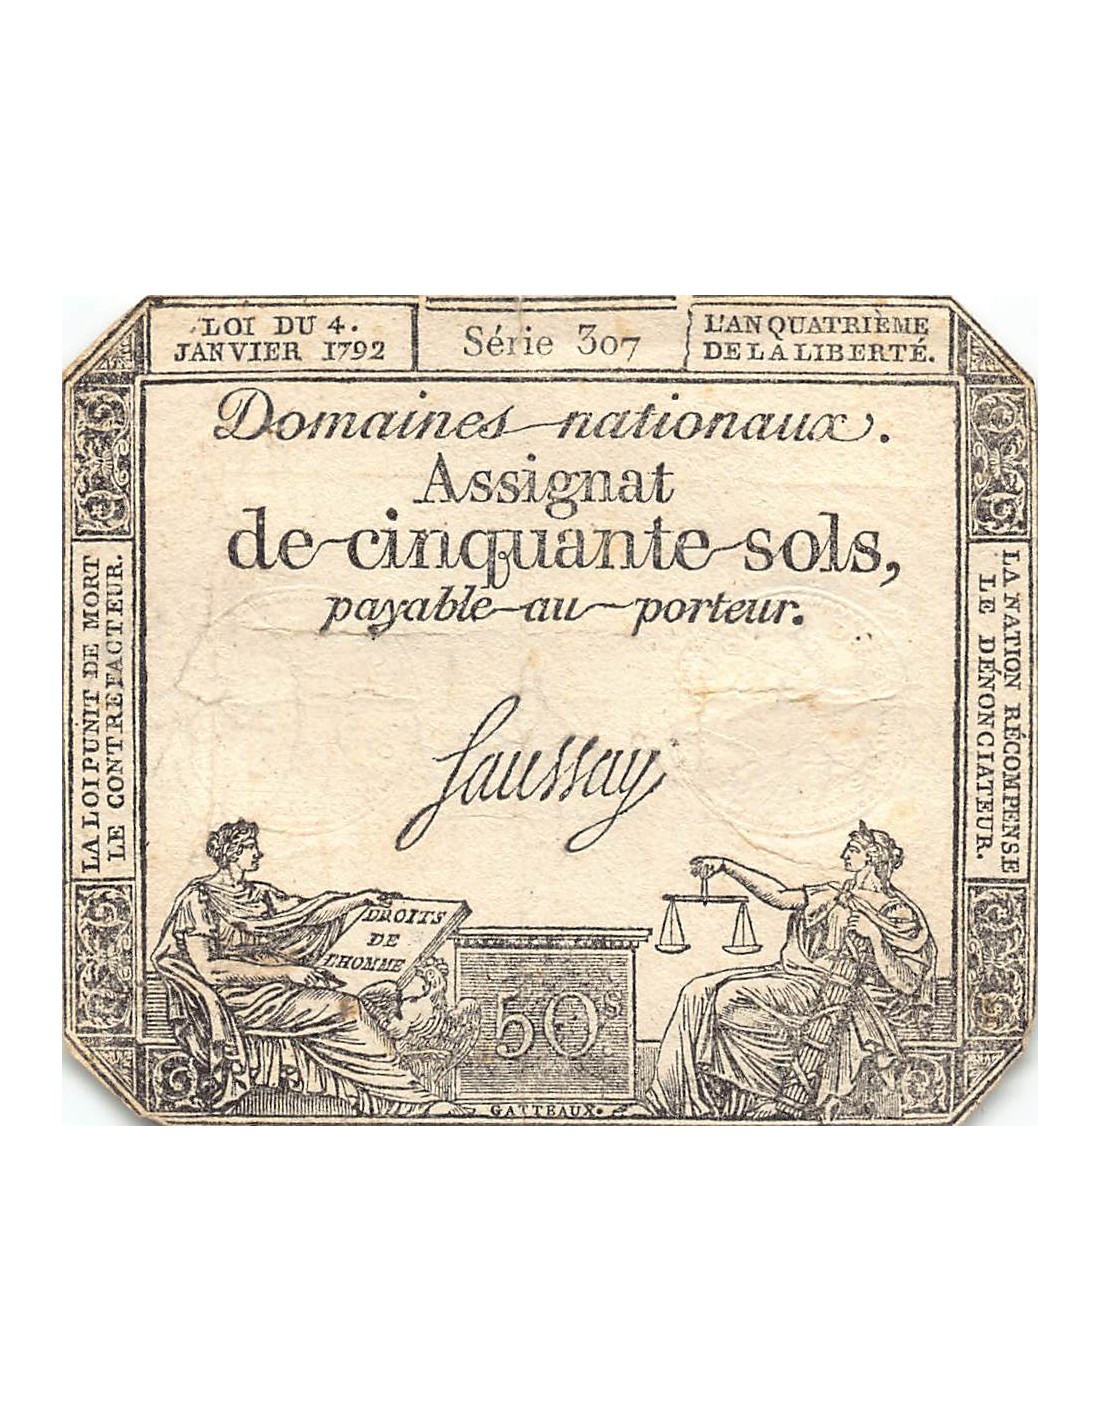 LOI DU 4.
JANVIER 1792
Série 307
L'AN QUATRIÈME
DE LA LIBERTÉ.
Domaines nationaux.
Assignat
de cinquante sols,
payable au porteur.
LA LOI PUNIT DE MORT
LE CONTREFACTEUR.
LA NATION RÉCOMPENSE
LE DÉNONCIATEUR.
Saussay
DROITS
DE
L'HOMME
50 S
GATTEAUX.